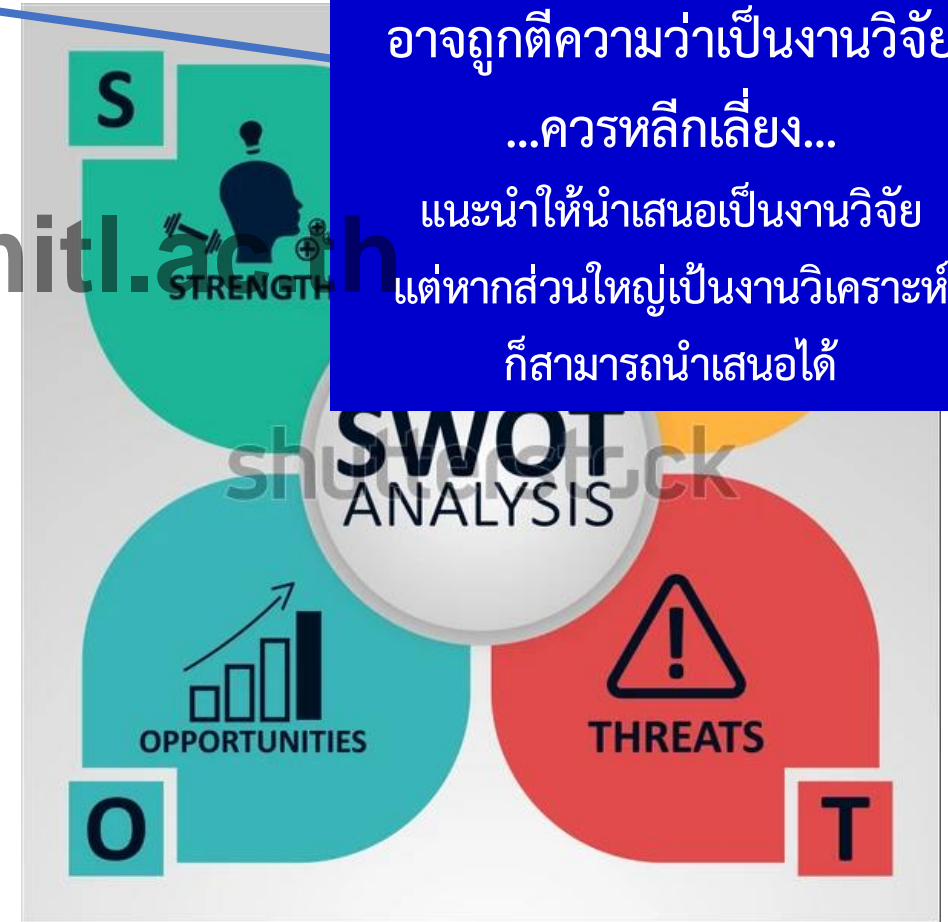 อาจถูกตีความว่าเป็นงานวิจัย
...ควรหลีกเลี่ยง...
แนะนำให้นำเสนอเป็นงานวิจัย
แต่หากส่วนใหญ่เป้นงานวิเคราะห์
ก็สามารถนำเสนอได้
S
mitl.ac.th
STRENGTH
SWOT
shutterstock
ANALYSIS
OPPORTUNITIES
THREATS
O
T